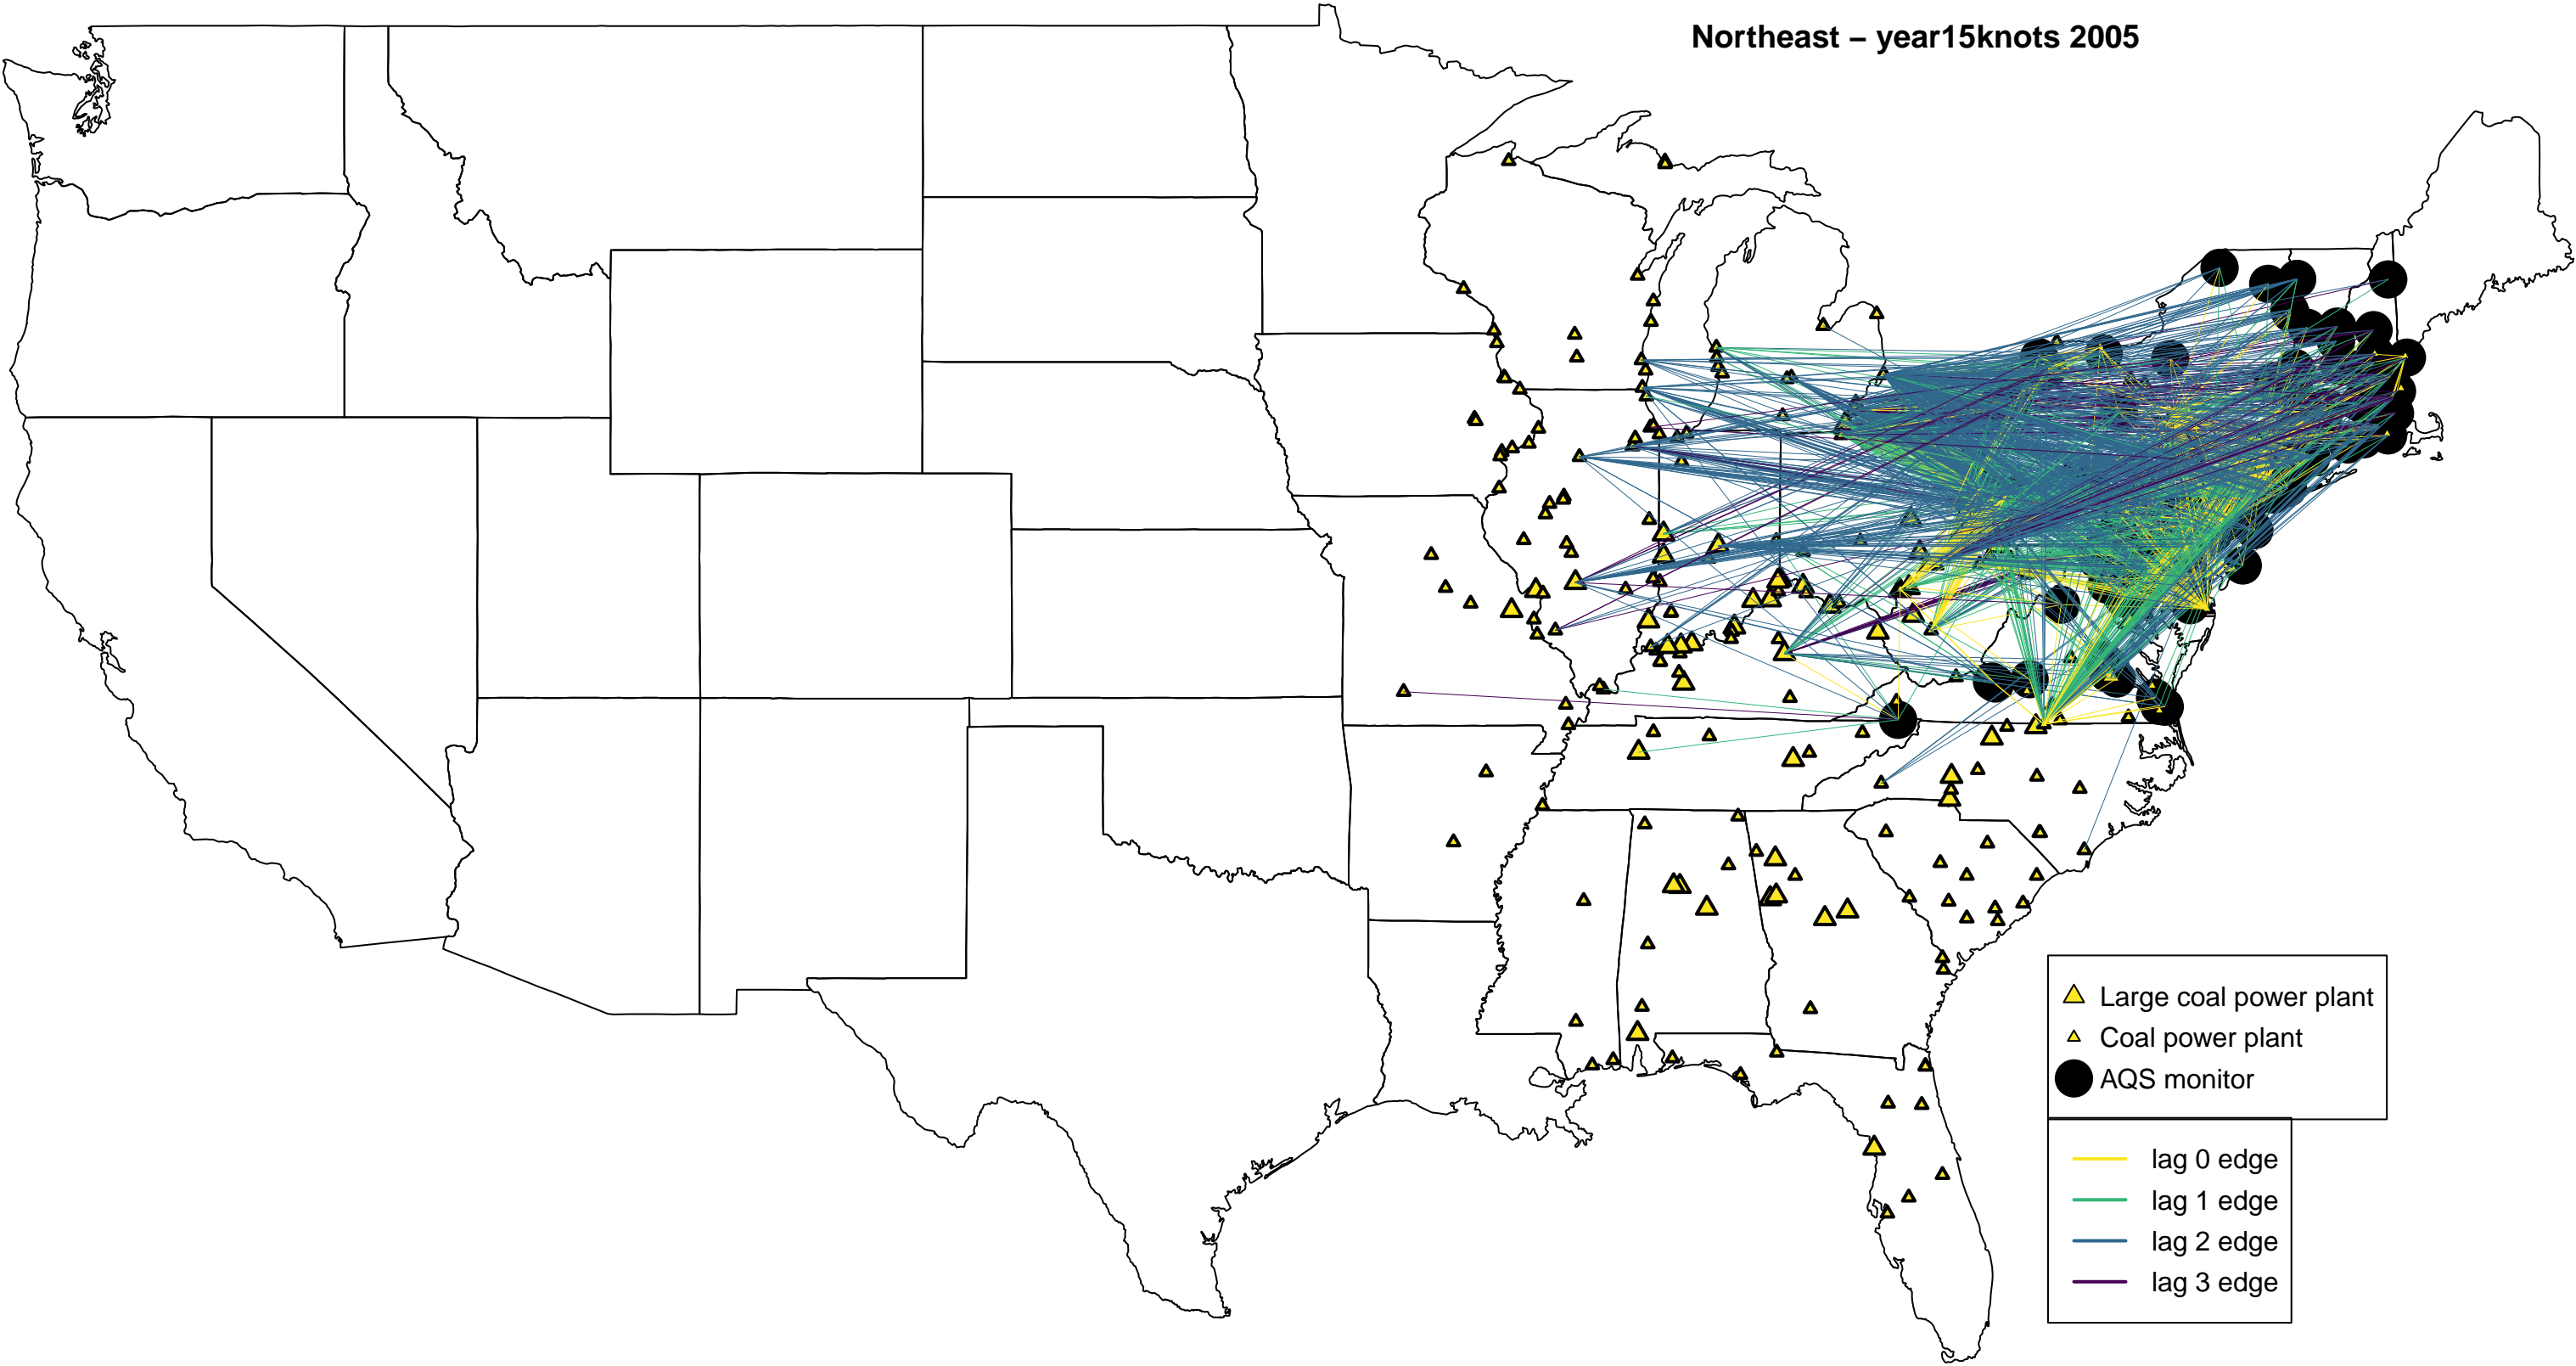 Northeast – year15knots 2005
Large coal power plant
Coal power plant
AQS monitor
lag 0 edge
lag 1 edge
lag 2 edge
lag 3 edge